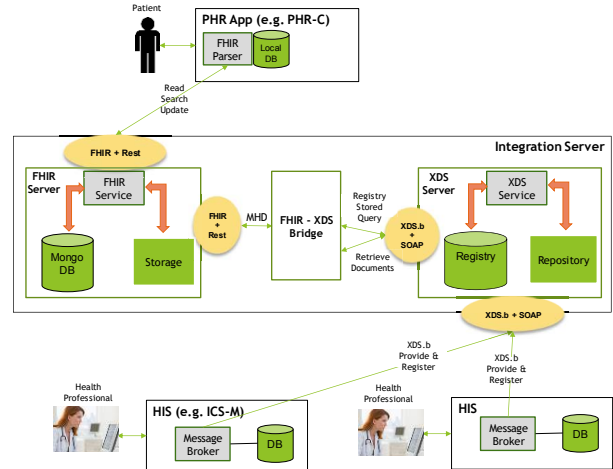 Patient
PHR App (e.g. PHR-C)
FHIR
Parser
Local
DB
Read
Search
Update
Integration Server
FHIR + Rest
FHIR
Server
FHIR
Service
Mongo
DB
Storage
FHIR
+
Rest
MHD
FHIR - XDS
Bridge
Registry
Stored
Query
Retrieve
Documents
XDS.b
+
SOAP
XDS
Server
XDS
Service
Registry
Repository
XDS.b + SOAP
XDS.b
Provide &
Register
XDS.b
Provide &
Register
Health
Professional
HIS (e.g. ICS-M)
Message
Broker
DB
Health
Professional
HIS
Message
Broker
DB